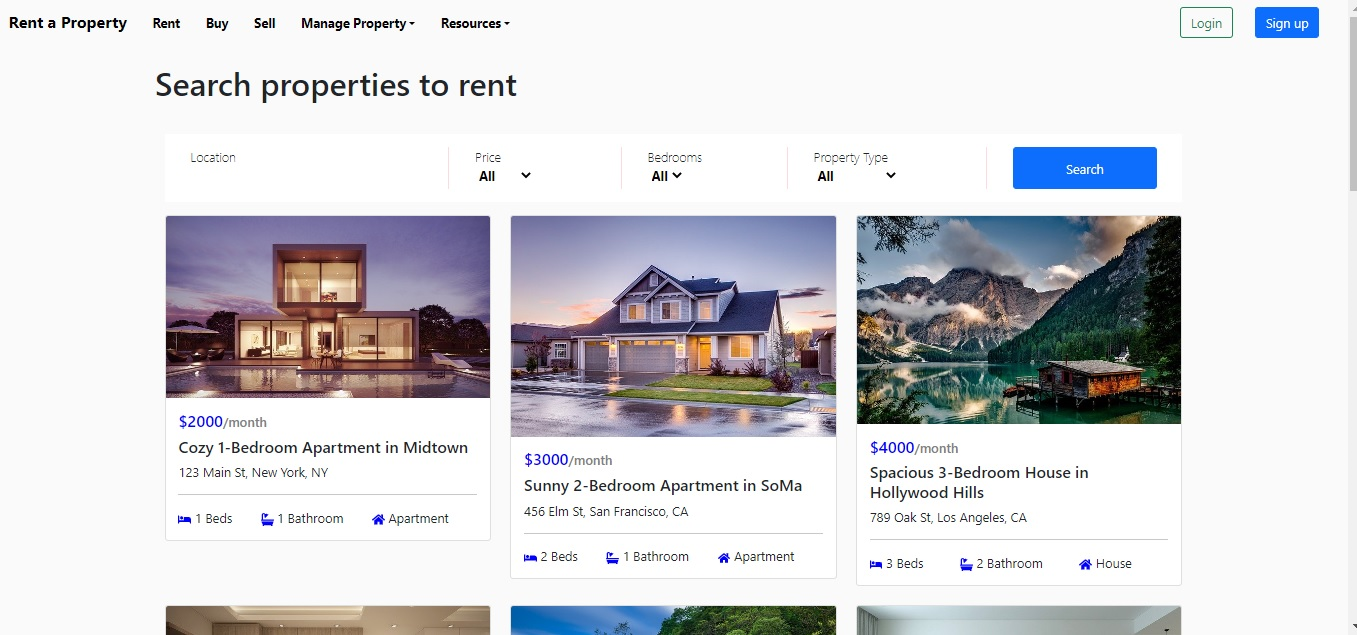 Rent a Property Rent Buy Sell Manage Property Resources Login Sign up
Search properties to rent
Location Price Bedrooms Property Type
All All All Search
$2000/month
Cozy 1-Bedroom Apartment in Midtown
123 Main St, New York, NY
1 Beds 1 Bathroom Apartment
$3000/month
Sunny 2-Bedroom Apartment in SoMa
456 Elm St, San Francisco, CA
2 Beds 1 Bathroom Apartment
$4000/month
Spacious 3-Bedroom House in
Hollywood Hills
789 Oak St, Los Angeles, CA
3 Beds 2 Bathroom House